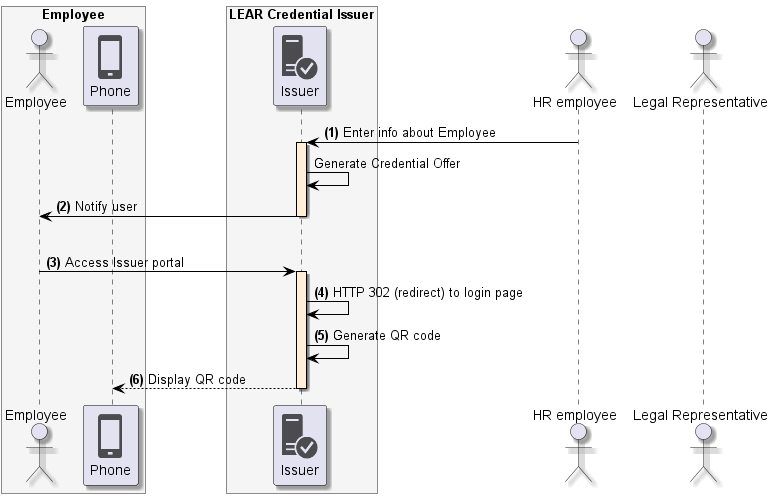 Employee
LEAR Credential Issuer
Employee
Phone
Issuer
HR employee
Legal Representative
(1) Enter info about Employee
Generate Credential Offer
(2) Notify user
(3) Access Issuer portal
(4) HTTP 302 (redirect) to login page
(5) Generate QR code
(6) Display QR code
Employee
Phone
Issuer
HR employee
Legal Representative